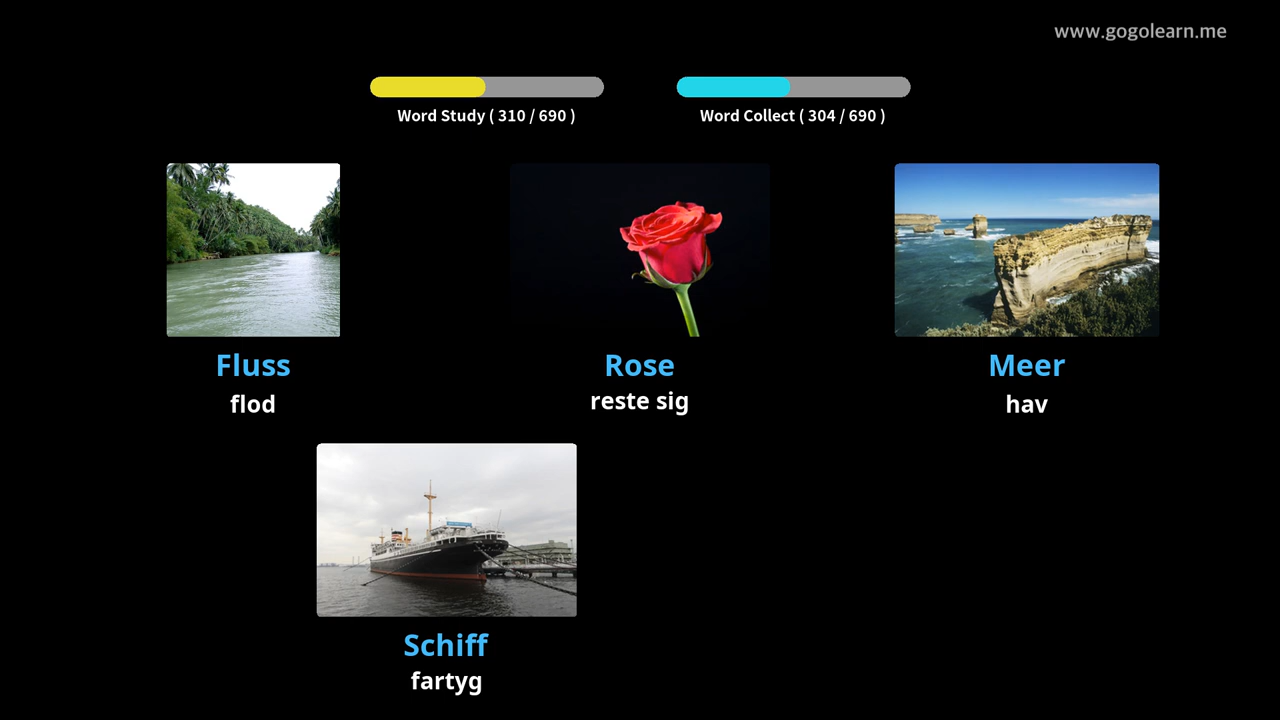 www.gogolearn.me
Word Study ( 310 / 690 )
Word Collect ( 304 / 690 )
Fluss
flod
Rose
reste sig
Meer
hav
Schiff
fartyg